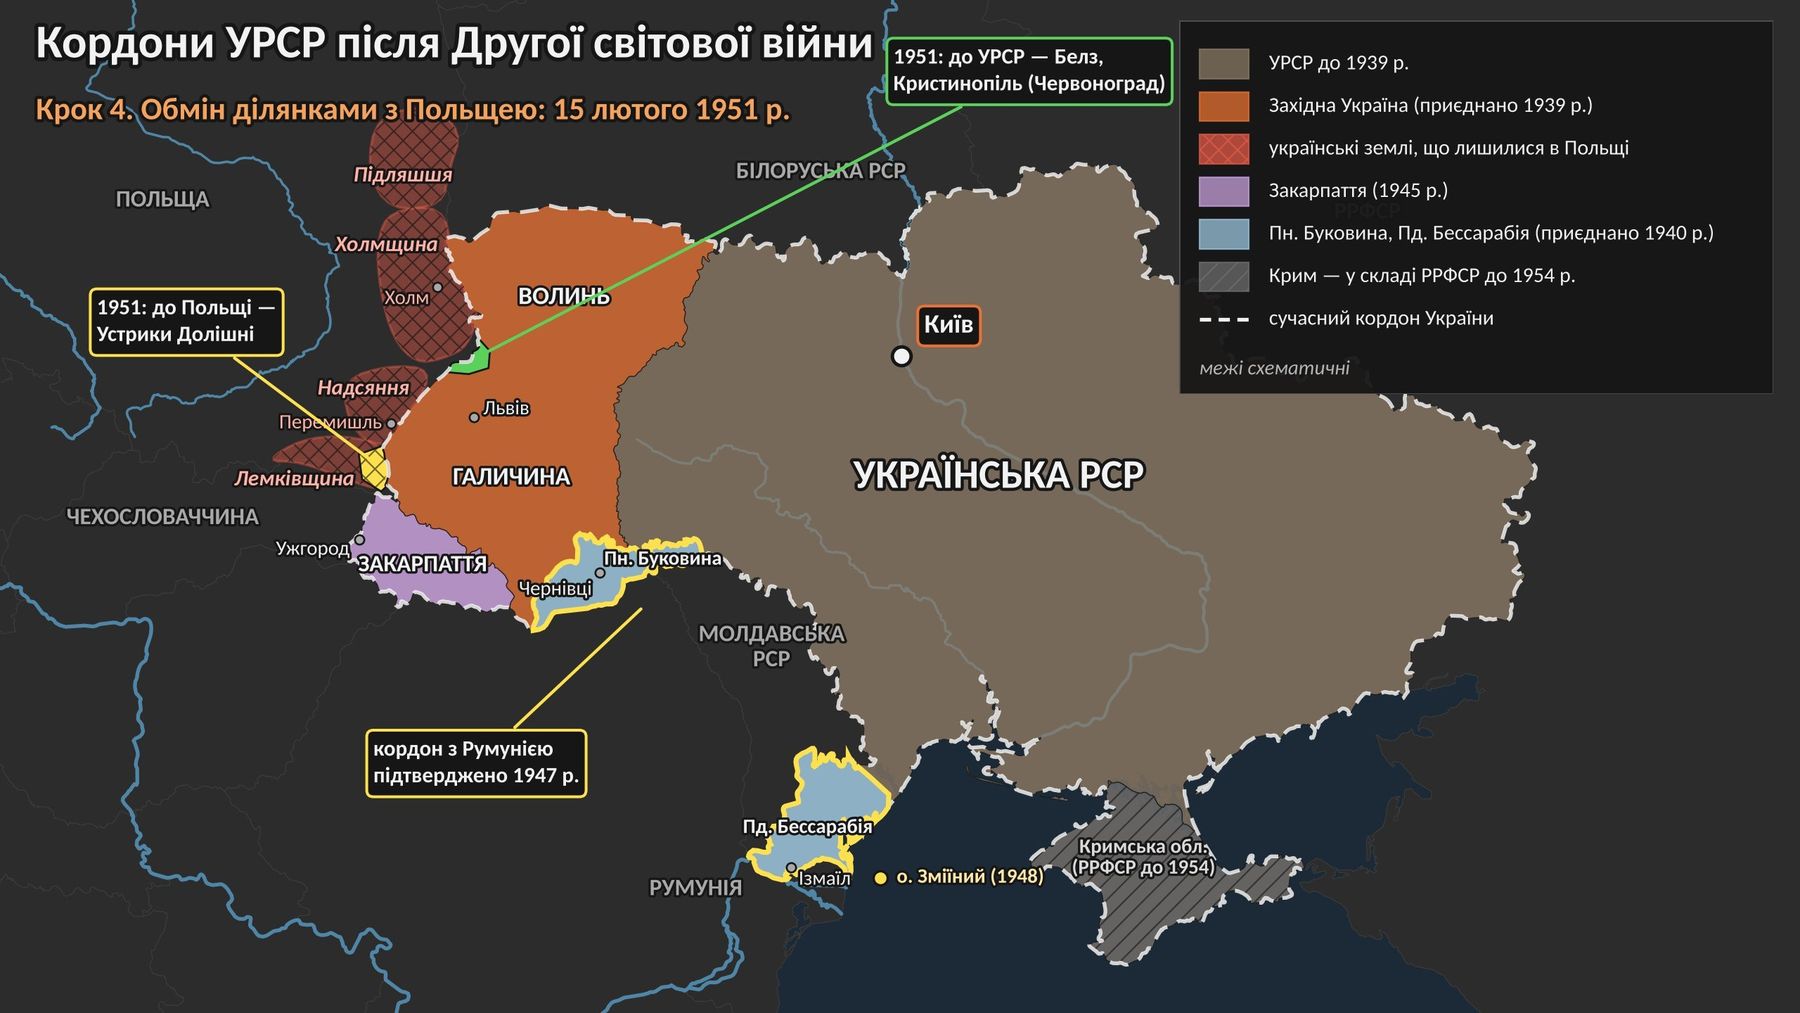 Кордони УРСР після Другої світової війни
Крок 4. Обмін ділянками з Польщею: 15 лютого 1951 р.
1951: до УРСР — Белз,
Кристинопіль (Червоноград)
УРСР до 1939 р.
Західна Україна (приєднано 1939 р.)
українські землі, що лишилися в Польщі
Закарпаття (1945 р.)
РРФСР
Пн. Буковина, Пд. Бессарабія (приєднано 1940 р.)
Крим — у складі РРФСР до 1954 р.
сучасний кордон України
межі схематичні
БІЛОРУСЬКА РСР
Підляшшя
ПОЛЬЩА
Холмщина
Холм
ВОЛИНЬ
1951: до Польщі —
Устрики Долішні
Київ
Надсяння
Перемишль
Львів
Лемківщина
ГАЛИЧИНА
УКРАЇНСЬКА РСР
ЧЕХОСЛОВАЧЧИНА
Ужгород
ЗАКАРПАТТЯ
Пн. Буковина
Чернівці
МОЛДАВСЬКА
РСР
кордон з Румунією
підтверджено 1947 р.
Пд. Бессарабія
Ізмаїл
о. Зміїний (1948)
РУМУНІЯ
Кримська обл.
(РРФСР до 1954)